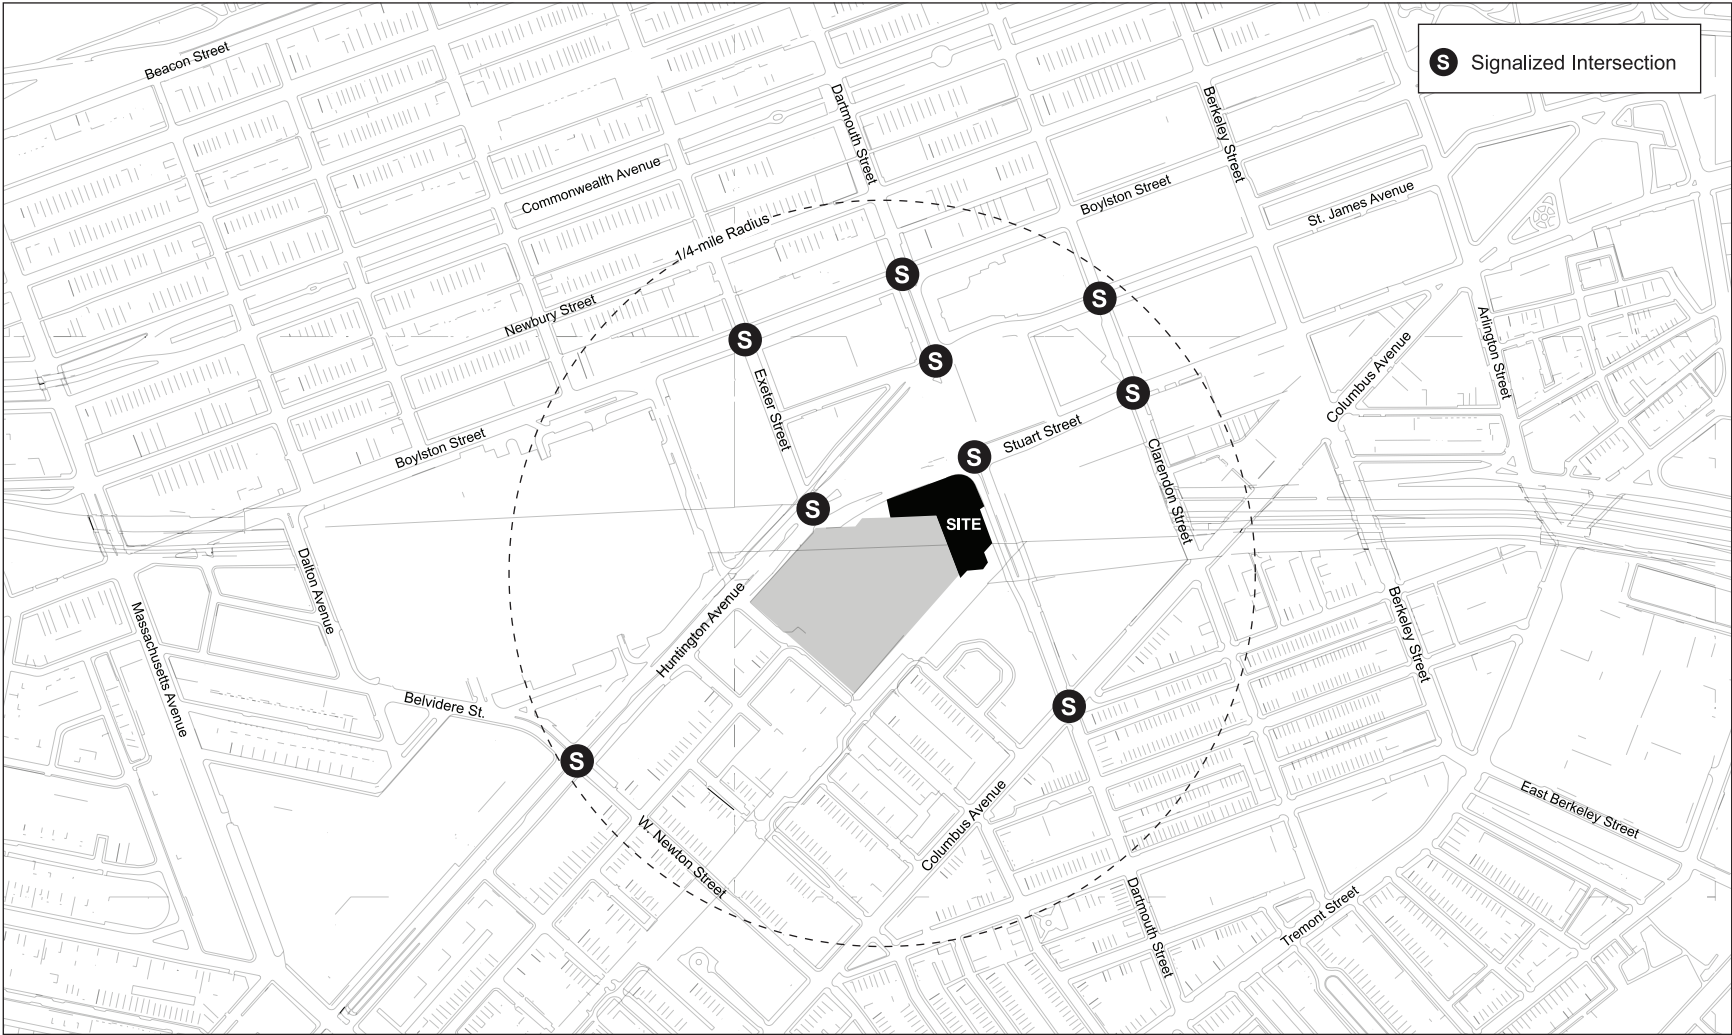 S Signalized Intersection
Beacon Street
Dartmouth Street
Berkeley Street
Commonwealth Avenue
Boylston Street
St. James Avenue
1/4-mile Radius
S
S
Newbury Street
S
Arlington Street
Columbus Avenue
S
Exeter Street
S
Boylston Street
Stuart Street
S
Clarendon Street
S
SITE
Dalton Avenue
Huntington Avenue
Massachusetts Avenue
Berkeley Street
Belvidere St.
S
S
Columbus Avenue
East Berkeley Street
W. Newton Street
Dartmouth Street
Tremont Street